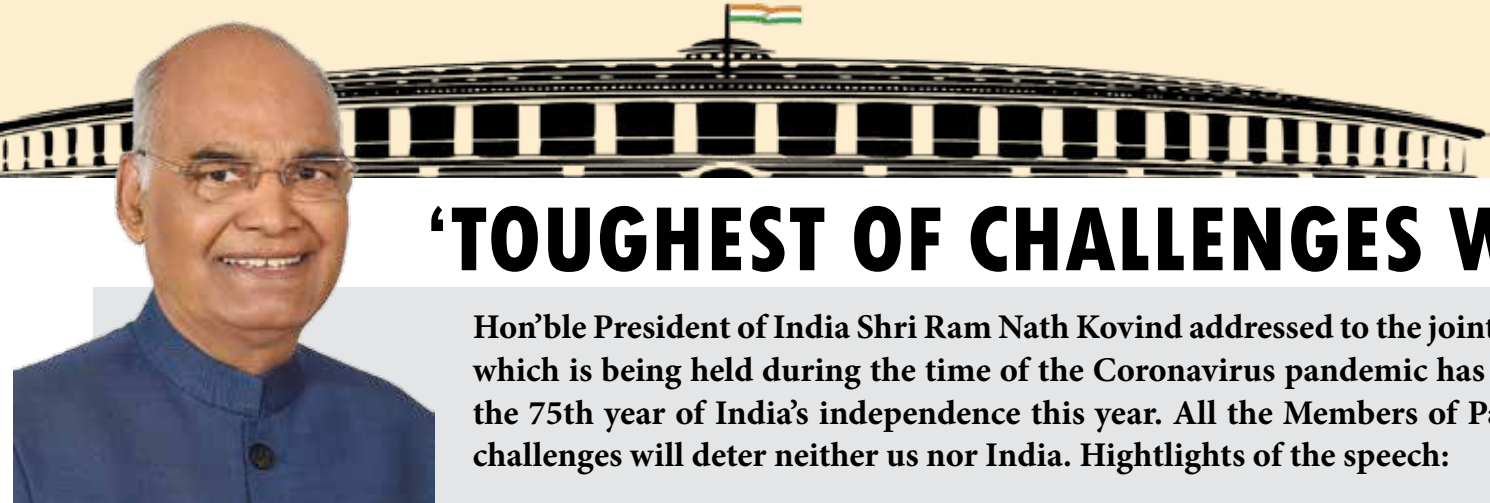 ‘TOUGHEST OF CHALLENGES
Hon’ble President of India Shri Ram Nath Kovind addressed to the joint
which is being held during the time of the Coronavirus pandemic has
the 75th year of India’s independence this year. All the Members of
challenges will deter neither us nor India. Hightlights of the speech: